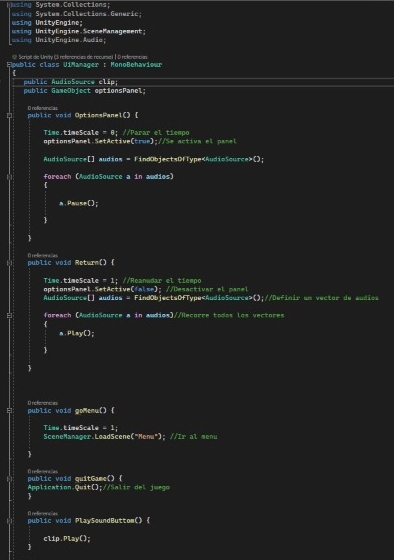 using System.Collections;
using System.Collections.Generic;
using UnityEngine;
using UnityEngine.SceneManagement;
using UnityEngine.Audio;
Script de Unity (3 referencias de recurso) | 0 referencias
public class UiManager : MonoBehaviour
{
public AudioSource clip;
public GameObject optionsPanel;
0 referencias
public void OptionsPanel() {
Time.timeScale = 0; //Parar el tiempo
optionsPanel.SetActive(true);//Se activa el panel
AudioSource[] audios = FindObjectsOfType<AudioSource>();
foreach (AudioSource a in audios)
{
a.Pause();
}
}
0 referencias
public void Return() {
Time.timeScale = 1; //Reanudar el tiempo
optionsPanel.SetActive(false); //Desactivar el panel
AudioSource[] audios = FindObjectsOfType<AudioSource>();//Definir un vector de audios
foreach (AudioSource a in audios)//Recorre todos los vectores
{
a.Play();
}
}
0 referencias
public void goMenu() {
Time.timeScale = 1;
SceneManager.LoadScene("Menu"); //Ir al menu
}
0 referencias
public void quitGame() {
Application.Quit();//Salir del juego
}
0 referencias
public void PlaySoundButtom() {
clip.Play();
}